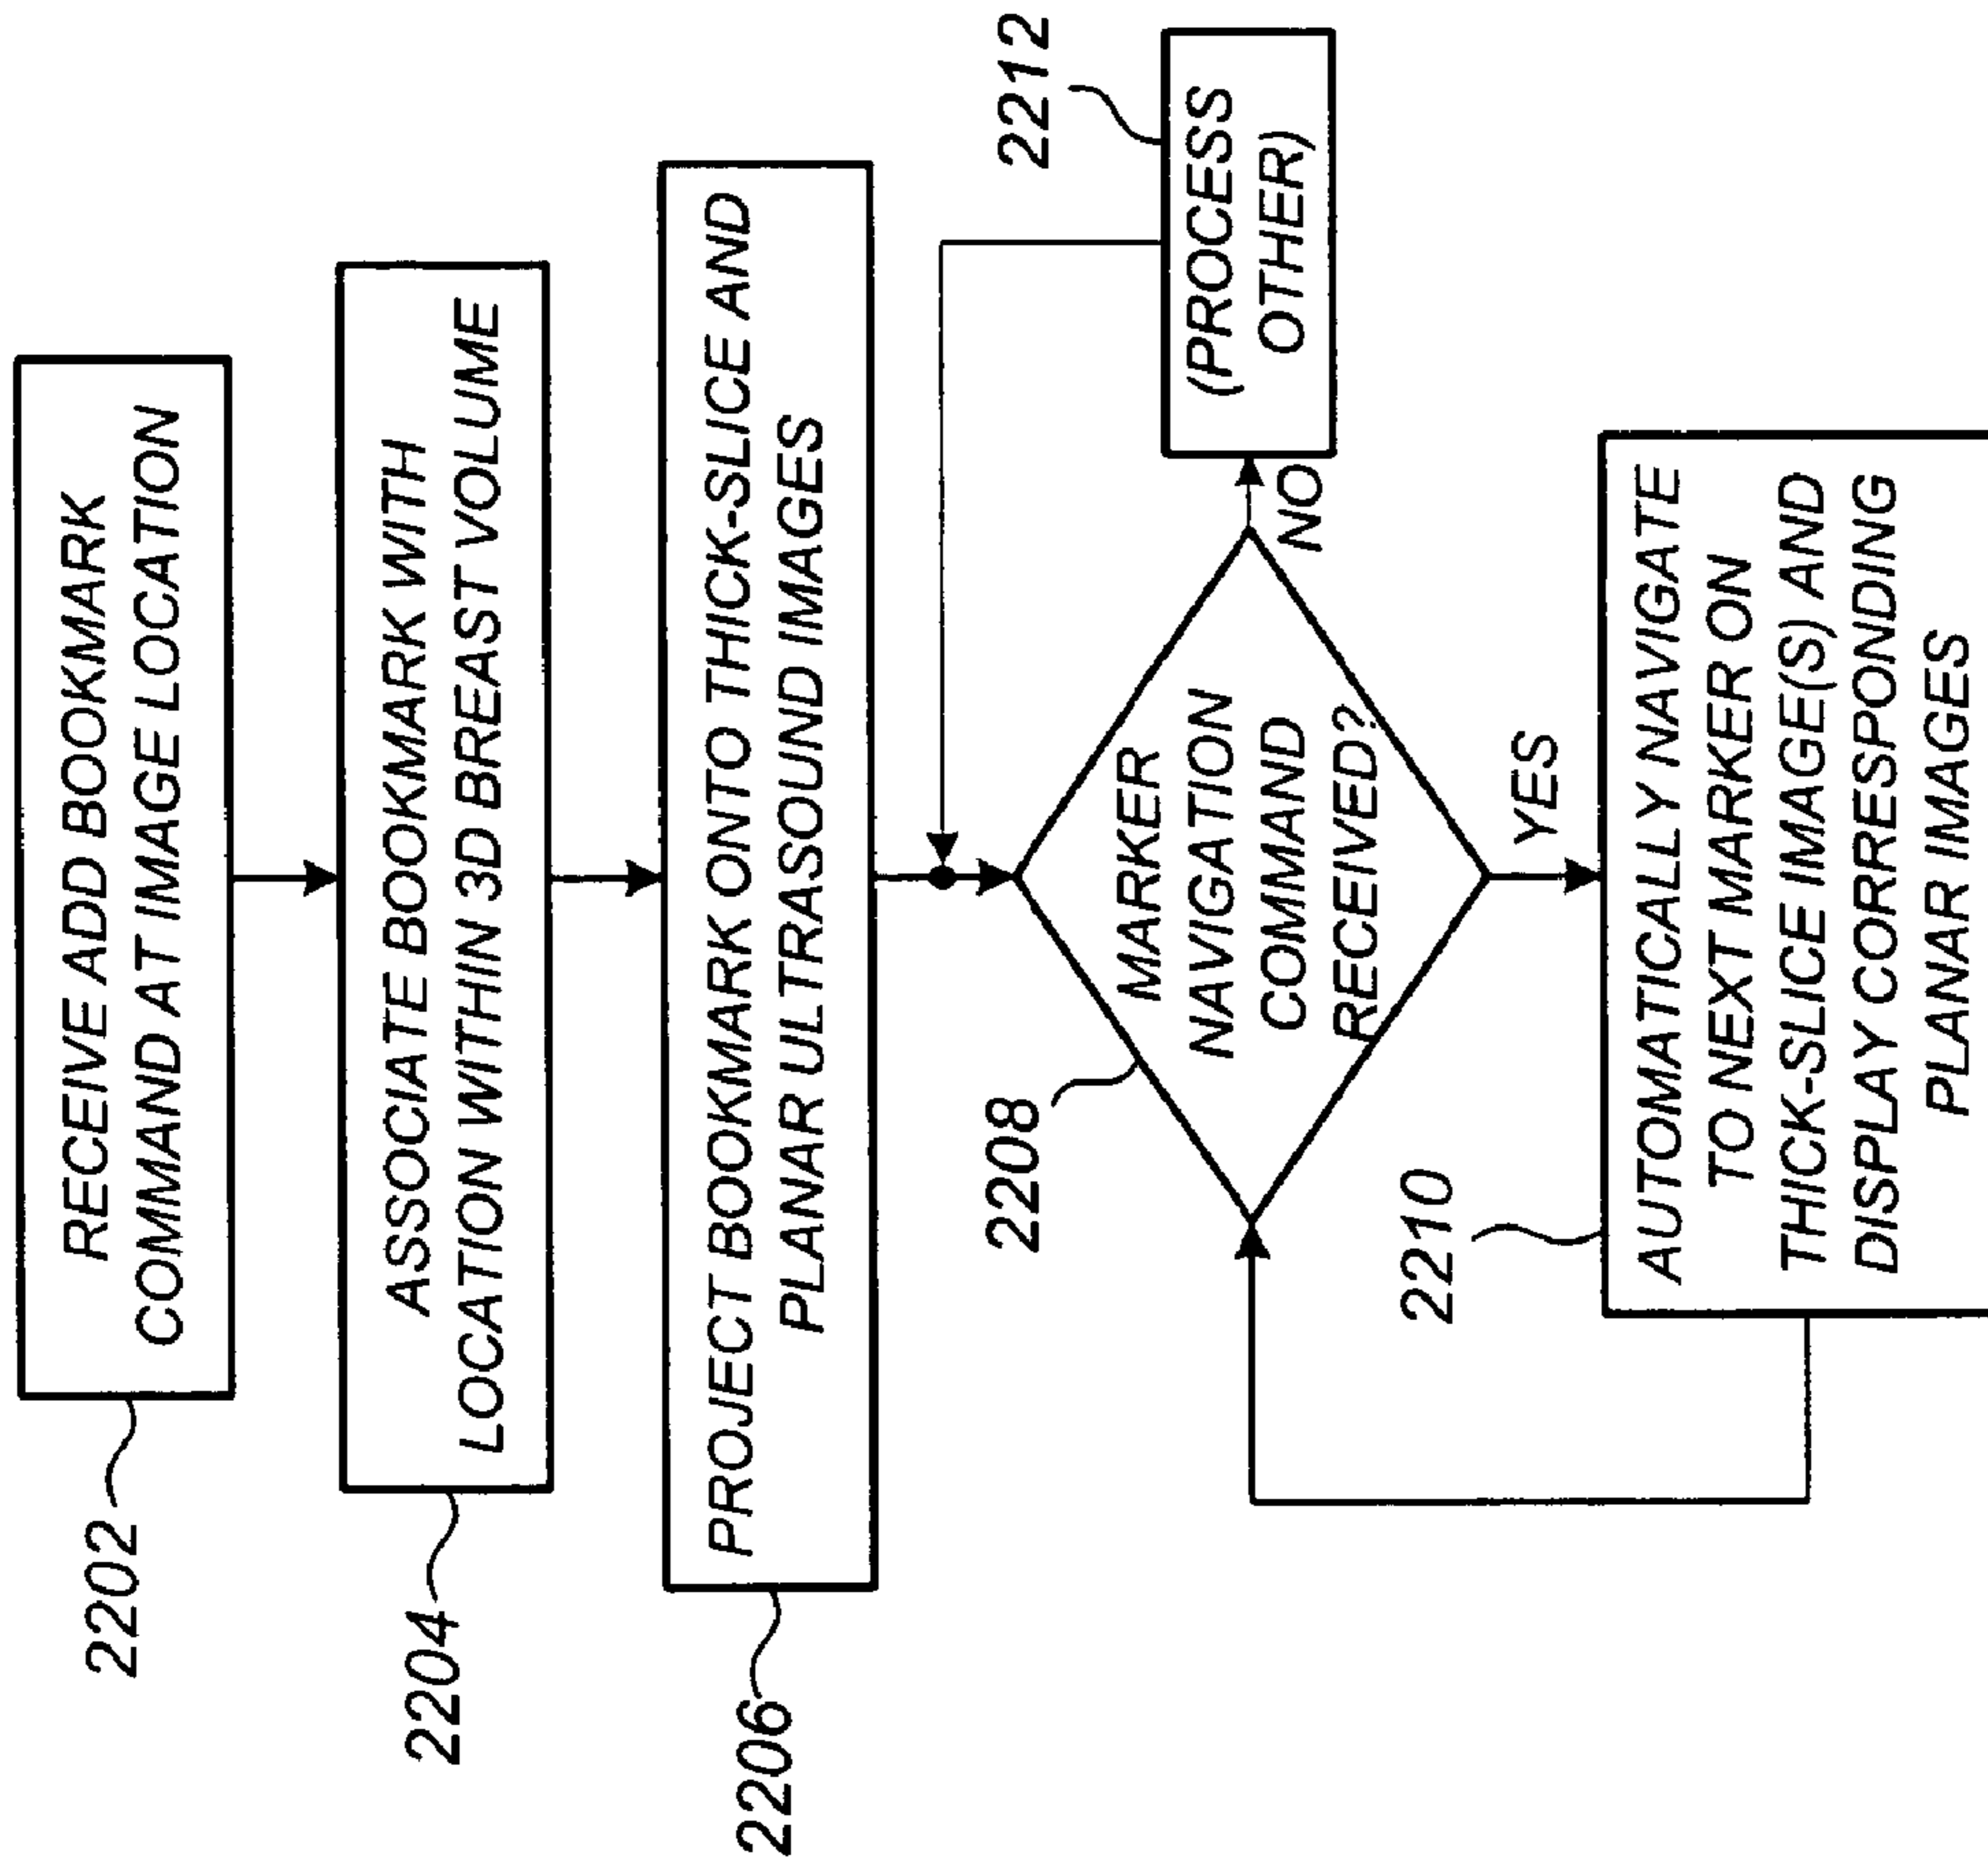 2202
RECEIVE ADD BOOKMARK
COMMAND AT IMAGE LOCATION
2204
ASSOCIATE BOOKMARK WITH
LOCATION WITHIN 3D BREAST VOLUME
2206
PROJECT BOOKMARK ONTO THICK-SLICE AND
PLANAR ULTRASOUND IMAGES
2208
MARKER
NAVIGATION
COMMAND
RECEIVED?
NO
2212
(PROCESS
OTHER)
YES
2210
AUTOMATICALLY NAVIGATE
TO NEXT MARKER ON
THICK-SLICE IMAGE(S) AND
DISPLAY CORRESPONDING
PLANAR IMAGES